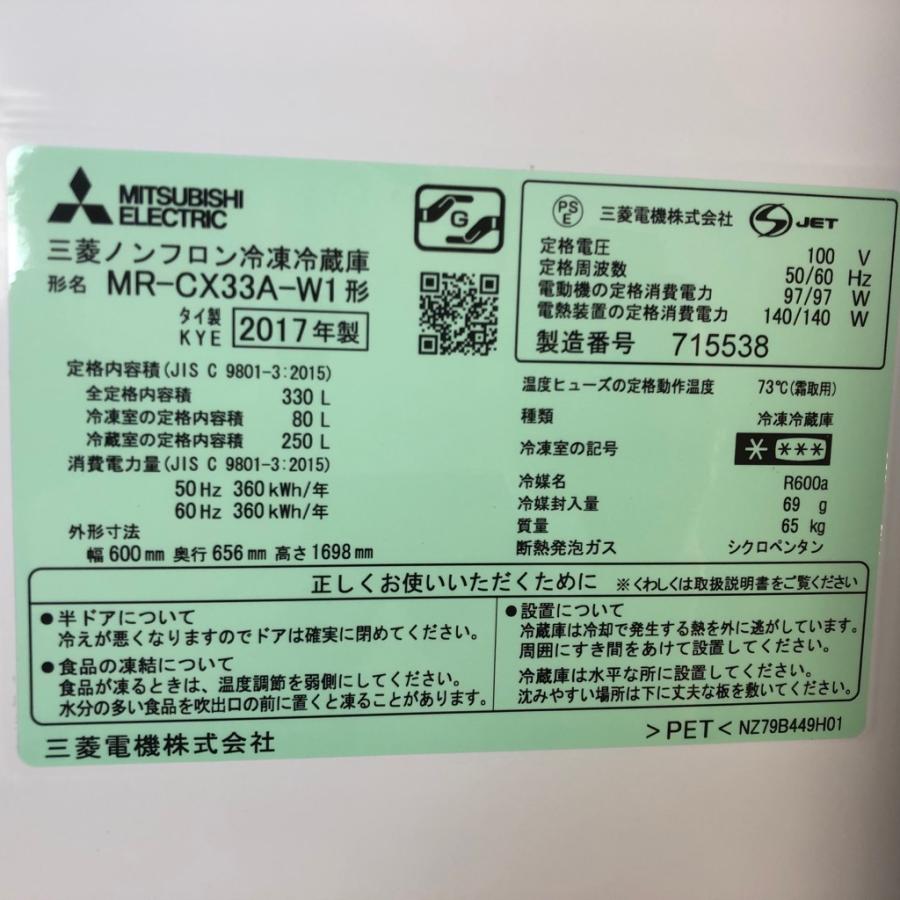 MITSUBISHI
ELECTRIC
G
三菱ノンフロン冷凍冷蔵庫
形名 MR-CX33A-W1形
タイ製
KYE 2017年製
定格内容積(JIS C 9801-3:2015)
全定格内容積 330 L
冷凍室の定格内容積 80 L
冷蔵室の定格内容積 250 L
消費電力量(JIS C 9801-3:2015)
50Hz 360kWh/年
60Hz 360kWh/年
外形寸法
幅600mm 奥行656mm 高さ1698mm
PSE 三菱電機株式会社 JET
定格電圧 100 V
定格周波数 50/60 Hz
電動機の定格消費電力 97/97 W
電熱装置の定格消費電力 140/140 W
製造番号 715538
温度ヒューズの定格動作温度 73℃(霜取用)
種類 冷凍冷蔵庫
冷凍室の記号 * ***
冷媒名 R600a
冷媒封入量 69 g
質量 65 kg
断熱発泡ガス シクロペンタン
正しくお使いいただくために ※くわしくは取扱説明書をご覧ください
●半ドアについて
冷えが悪くなりますのでドアは確実に閉めてください。
●食品の凍結について
食品が凍るときは、温度調節を弱側にしてください。
水分の多い食品を吹出口の前に置くと凍ることがあります。
●設置について
冷蔵庫は冷却で発生する熱を外に逃がしています。
周囲にすき間をあけて設置してください。
冷蔵庫は水平な所に設置してください。
沈みやすい場所は下に丈夫な板を敷いてください。
三菱電機株式会社
>PET< NZ79B449H01